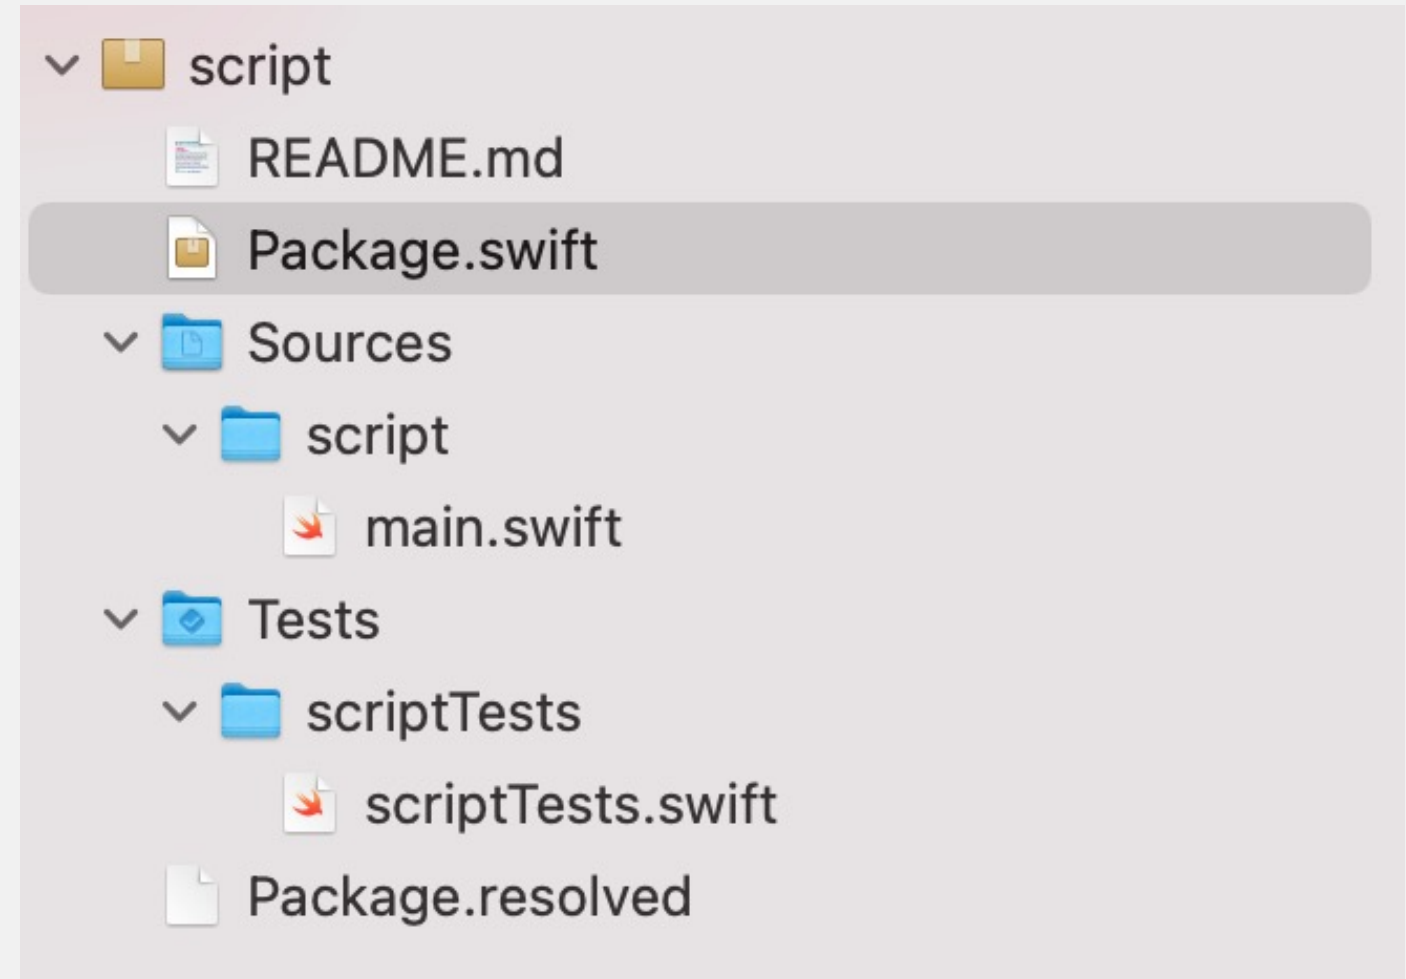 script
README.md
Package.swift
Sources
script
main.swift
Tests
scriptTests
scriptTests.swift
Package.resolved